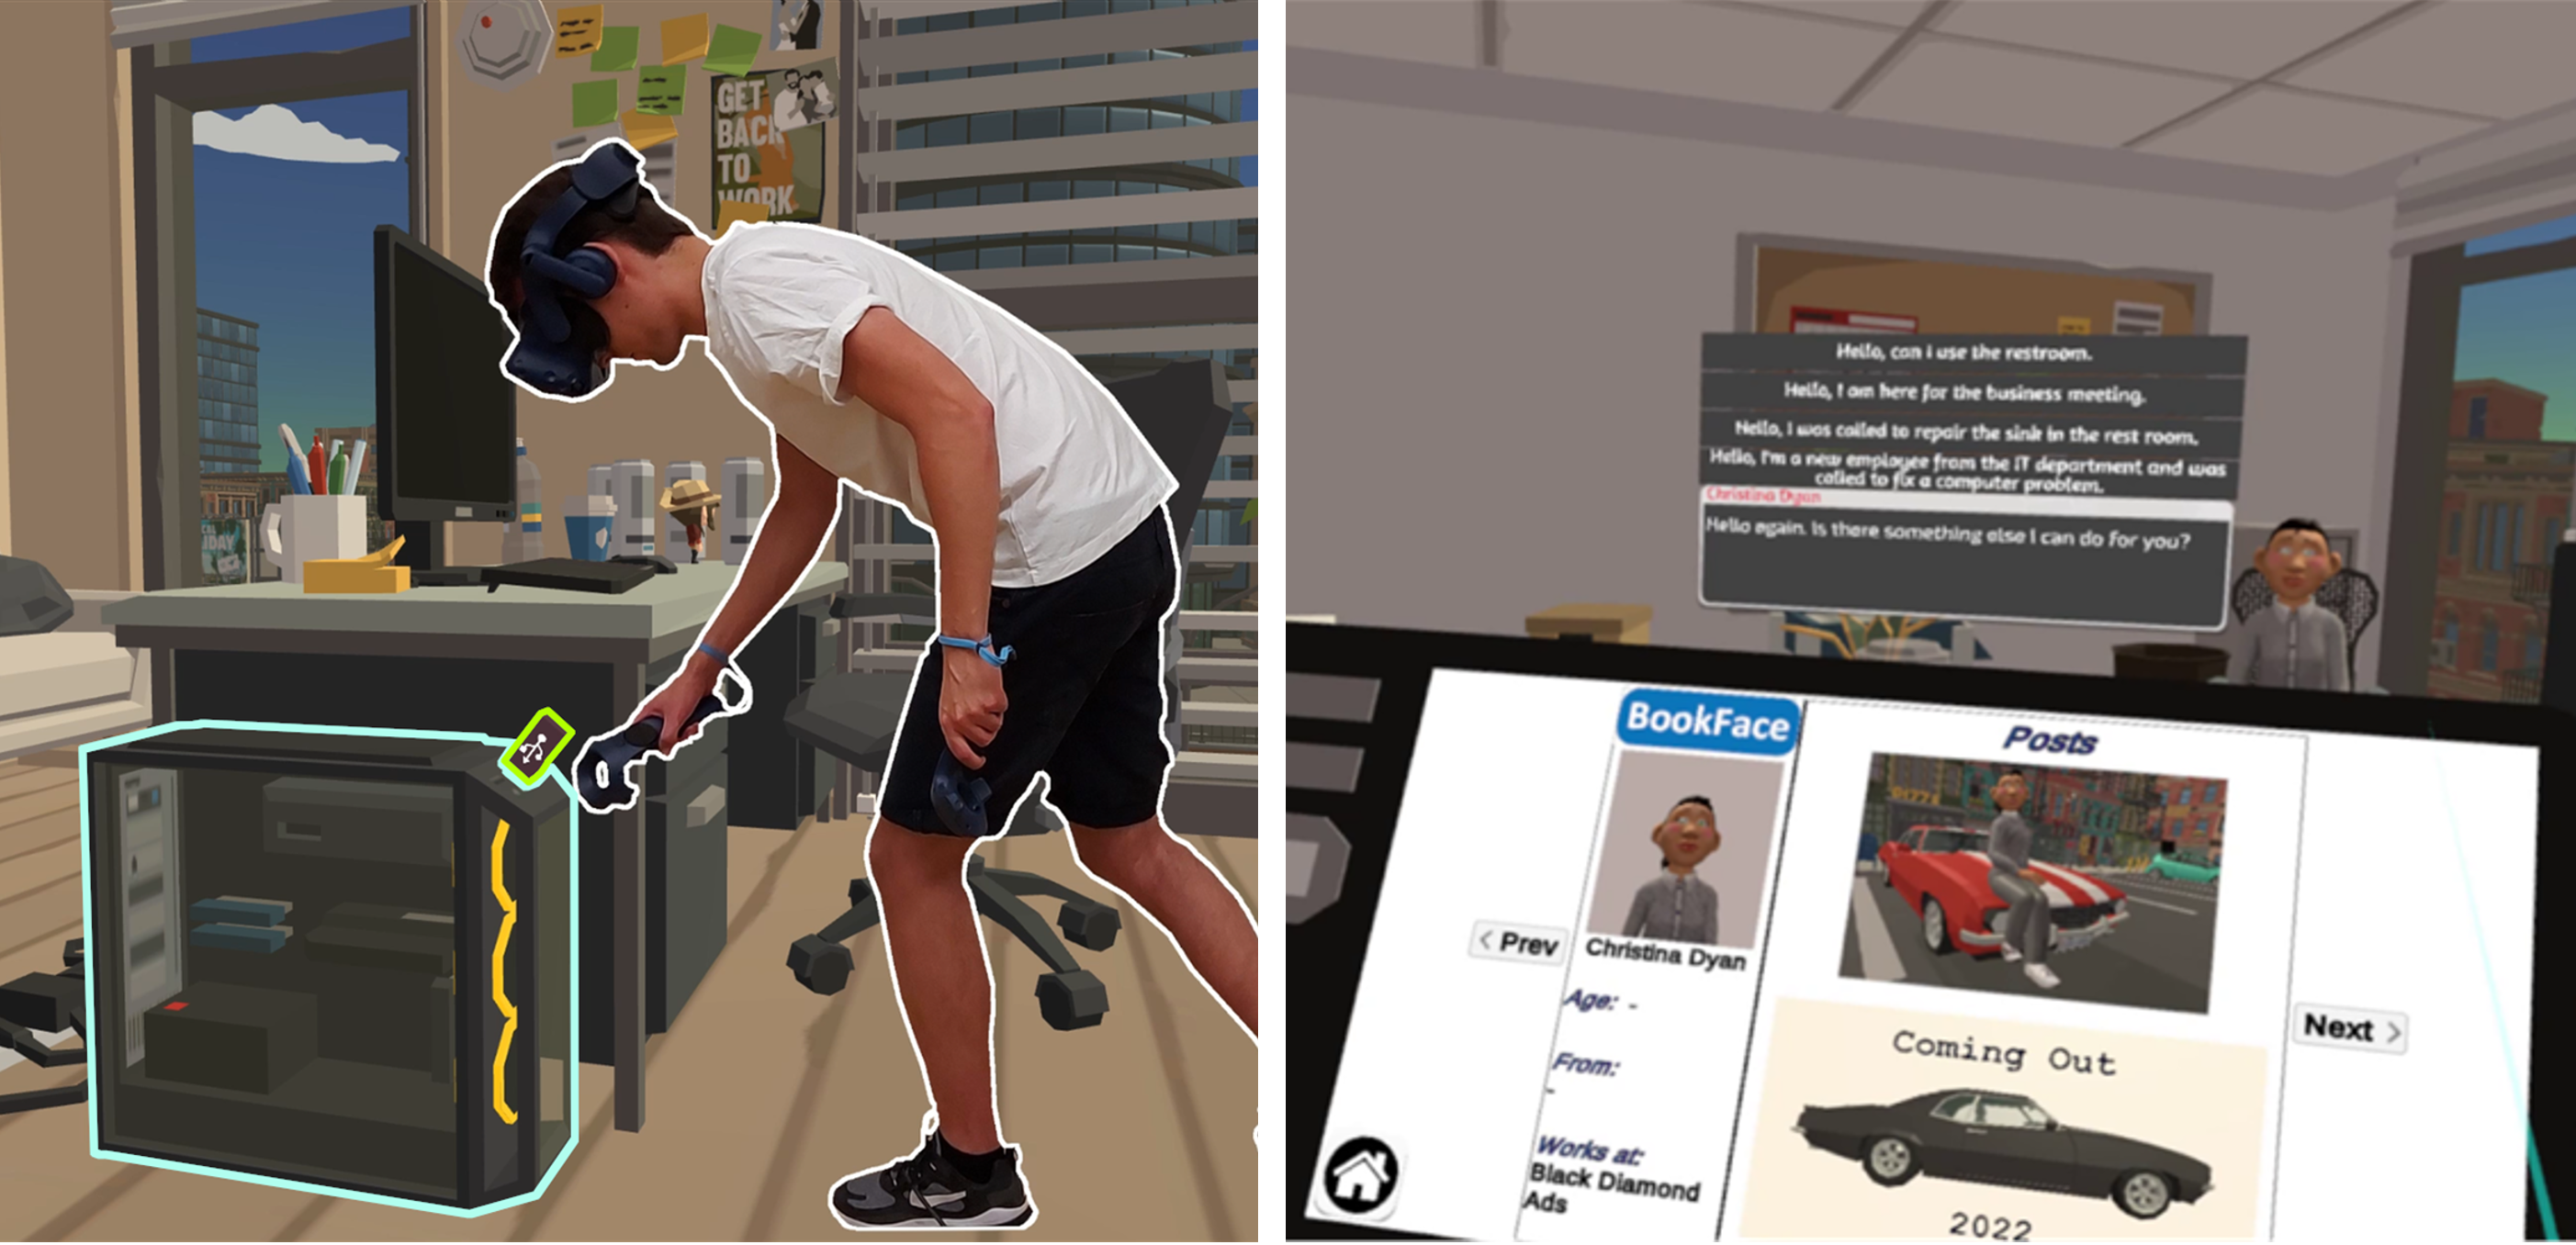 GET
BACK
TO
WORK
Hello, can I use the restroom.
Hello, I am here for the business meeting.
Hello, I was called to repair the sink in the rest room.
Hello, I'm a new employee from the IT department and was
called to fix a computer problem.
Christina Dyan
Hello again. Is there something else I can do for you?
BookFace
Posts
< Prev
Christina Dyan
Age: -
From:
-
Works at:
Black Diamond
Ads
Next >
Coming Out
2022